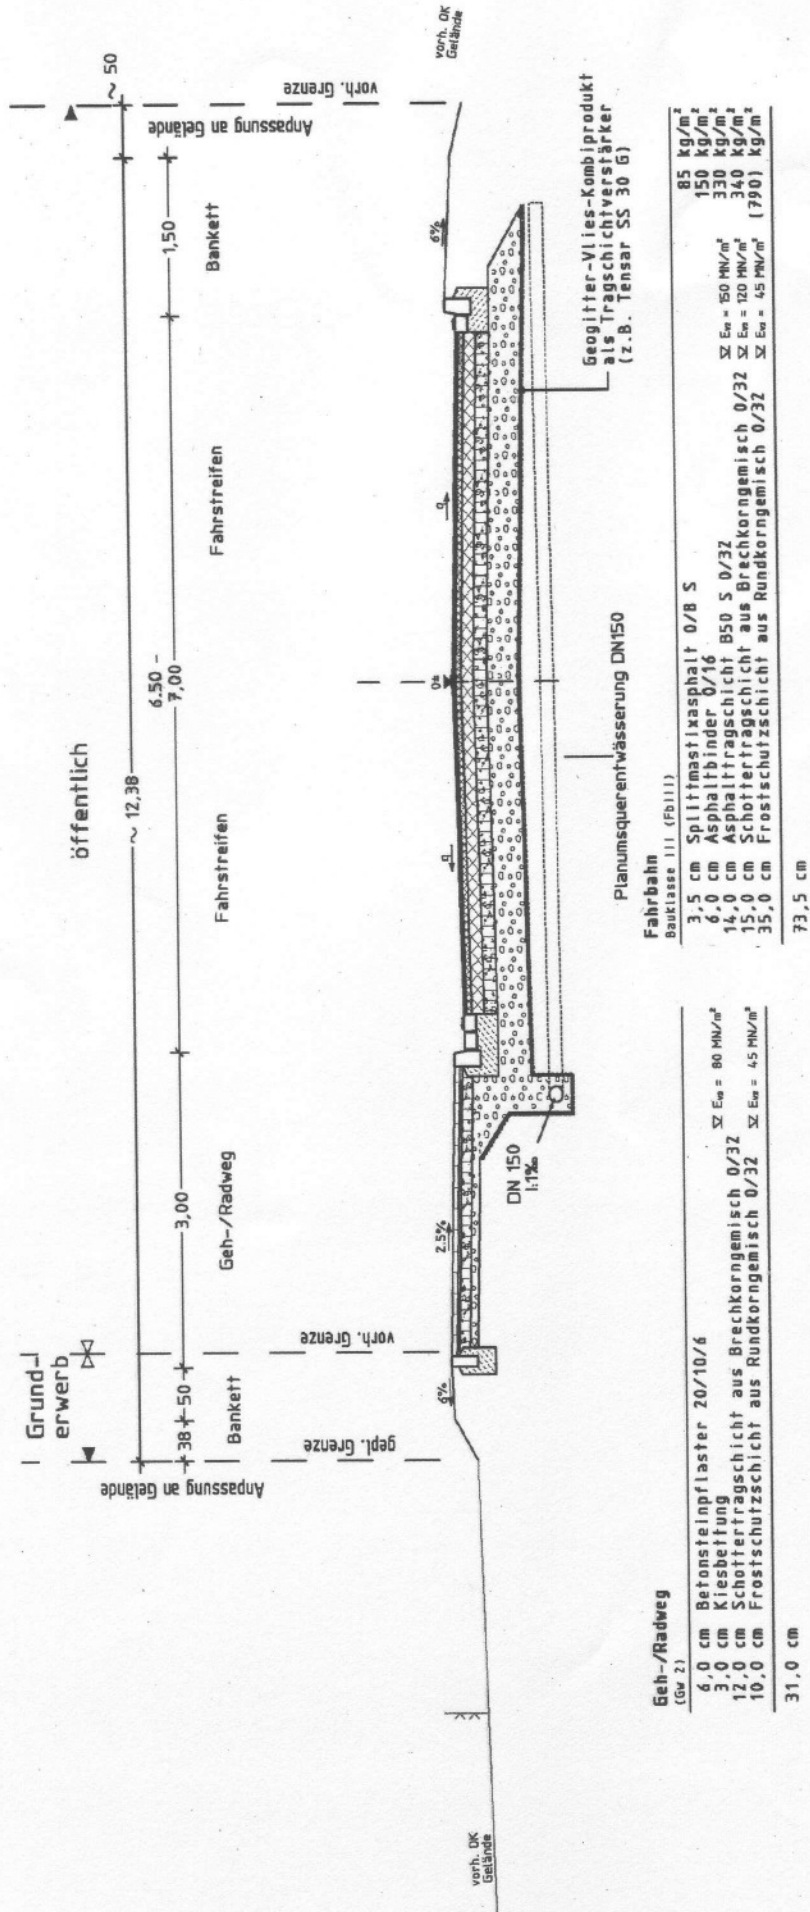 öffentlich
Grund-
erwerb
~ 12,38
~ 50
6.50 -
7,00
38
50
3,00
1,50
Bankett
Geh-/Radweg
Fahrstreifen
Fahrstreifen
Bankett
Anpassung an Gelände
gepl. Grenze
vorh. Grenze
Anpassung an Gelände
vorh. Grenze
vorh. OK
Gelände
vorh. OK
Gelände
6%
2.5%
q
q
6%
DN 150
I:1‰
Planumsquerentwässerung DN150
Geogitter-Vlies-Kombiprodukt
als Tragschichtverstärker
(z.B. Tensar SS 30 G)
Geh-/Radweg
(GW 2)
6,0 cm Betonsteinpflaster 20/10/6
3,0 cm Kiesbettung
12,0 cm Schottertragschicht aus Brechkorngemisch 0/32 Ev2 = 80 MN/m²
10,0 cm Frostschutzschicht aus Rundkorngemisch 0/32 Ev2 = 45 MN/m²
31,0 cm
Fahrbahn
Bauklasse III (FbIII)
3,5 cm Splittmastixasphalt 0/8 S 85 kg/m²
6,0 cm Asphaltbinder 0/16 150 kg/m²
14,0 cm Asphalttragschicht B50 S 0/32 330 kg/m²
15,0 cm Schottertragschicht aus Brechkorngemisch 0/32 Ev2 = 150 MN/m² 340 kg/m²
35,0 cm Frostschutzschicht aus Rundkorngemisch 0/32 Ev2 = 120 MN/m² (790) kg/m²
Ev2 = 45 MN/m²
73,5 cm